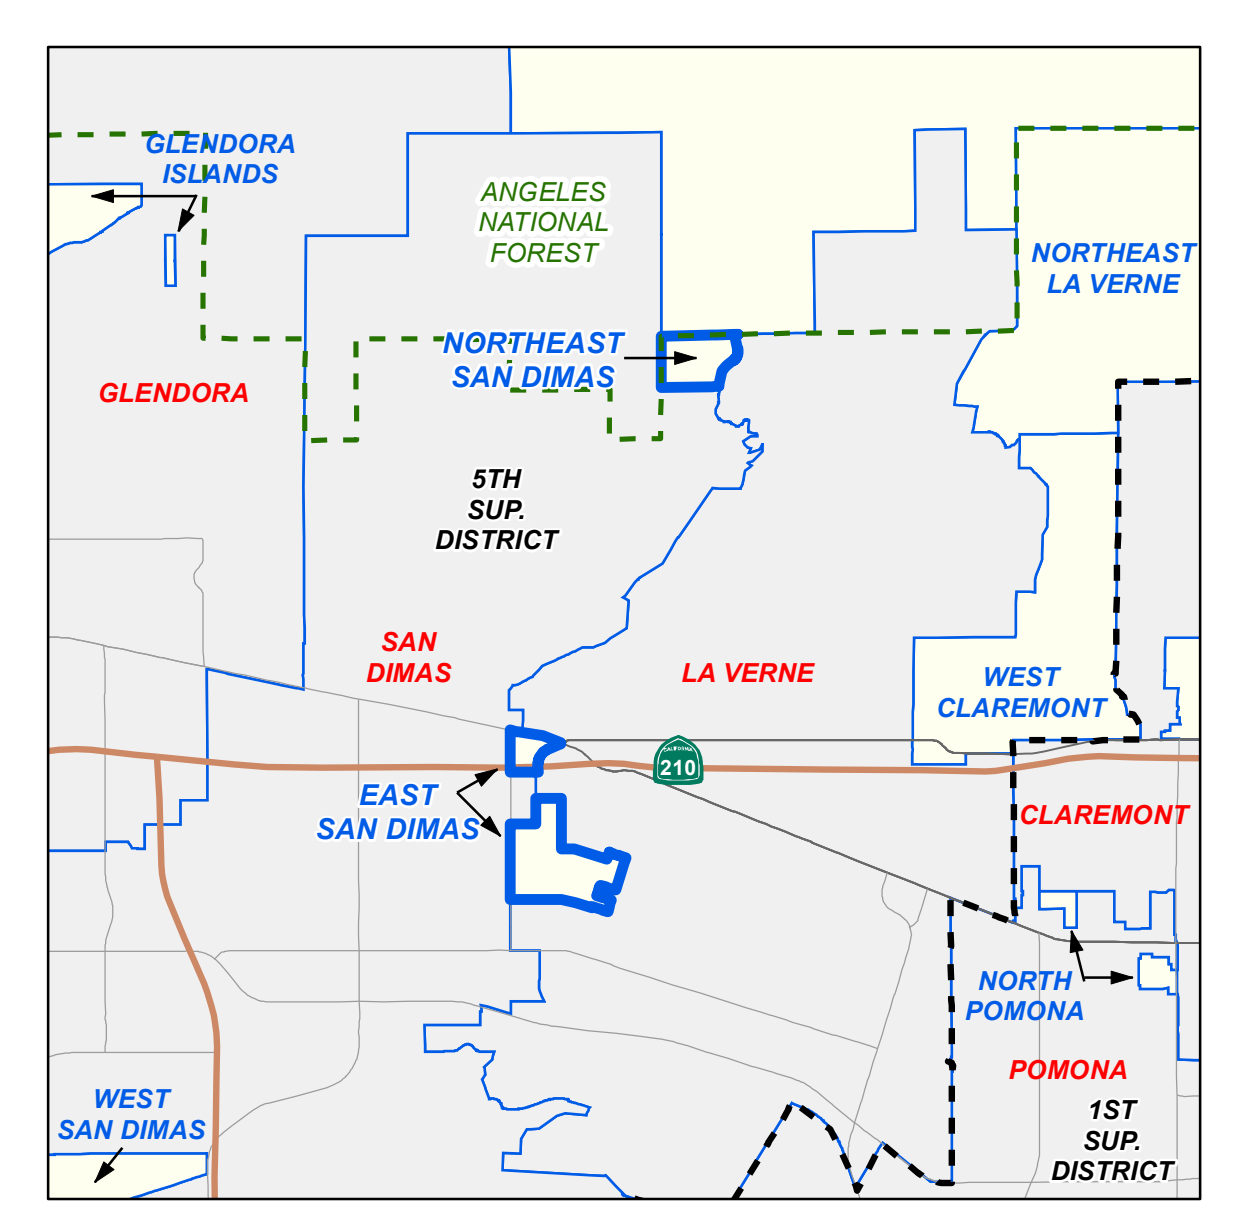 GLENDORA
ISLANDS
ANGELES
NATIONAL
FOREST
NORTHEAST
LA VERNE
NORTHEAST
SAN DIMAS
GLENDORA
5TH
SUP.
DISTRICT
SAN
DIMAS
LA VERNE
WEST
CLAREMONT
CALIFORNIA
210
EAST
SAN DIMAS
CLAREMONT
NORTH
POMONA
POMONA
WEST
SAN DIMAS
1ST
SUP.
DISTRICT